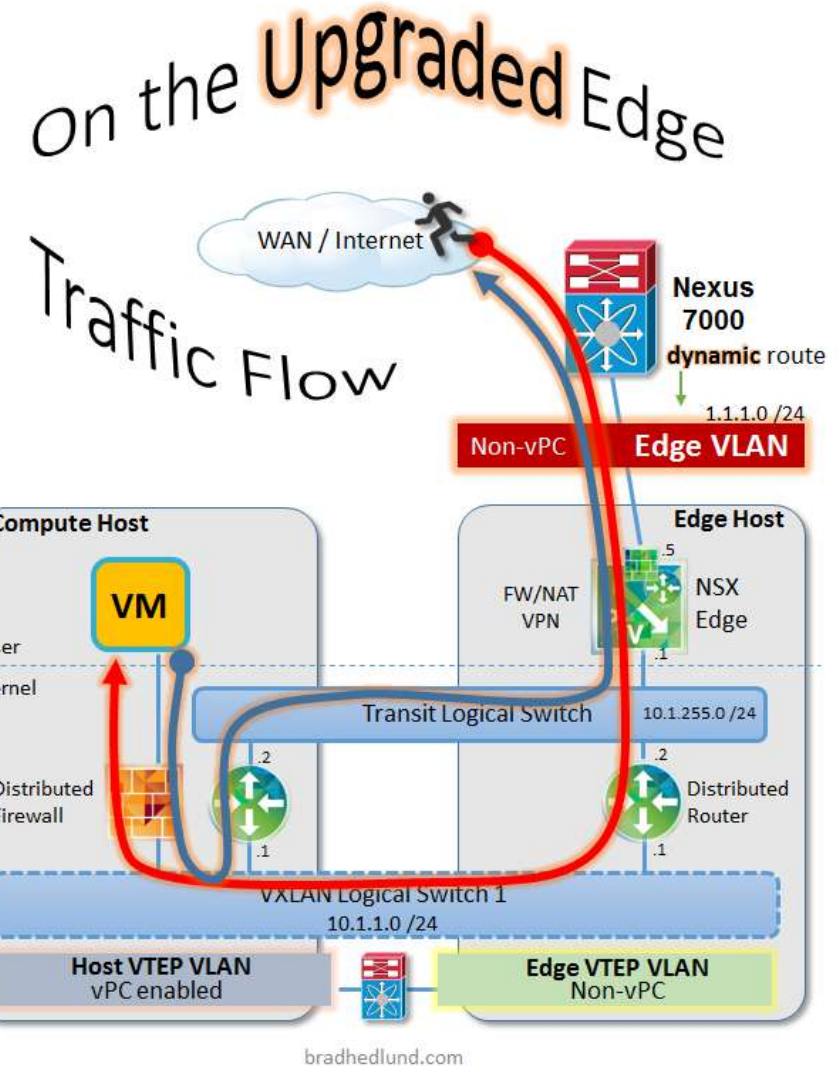 On the Upgraded Edge
Traffic Flow
WAN / Internet
Nexus
7000
dynamic route
1.1.1.0 /24
Non-vPC
Edge VLAN
Compute Host
Edge Host
VM
.5
FW/NAT
VPN
NSX
Edge
.1
ser
ernel
Transit Logical Switch
10.1.255.0 /24
.2
.2
Distributed
Firewall
Distributed
Router
.1
.1
VXLAN Logical Switch 1
10.1.1.0 /24
Host VTEP VLAN
vPC enabled
Edge VTEP VLAN
Non-vPC
bradhedlund.com